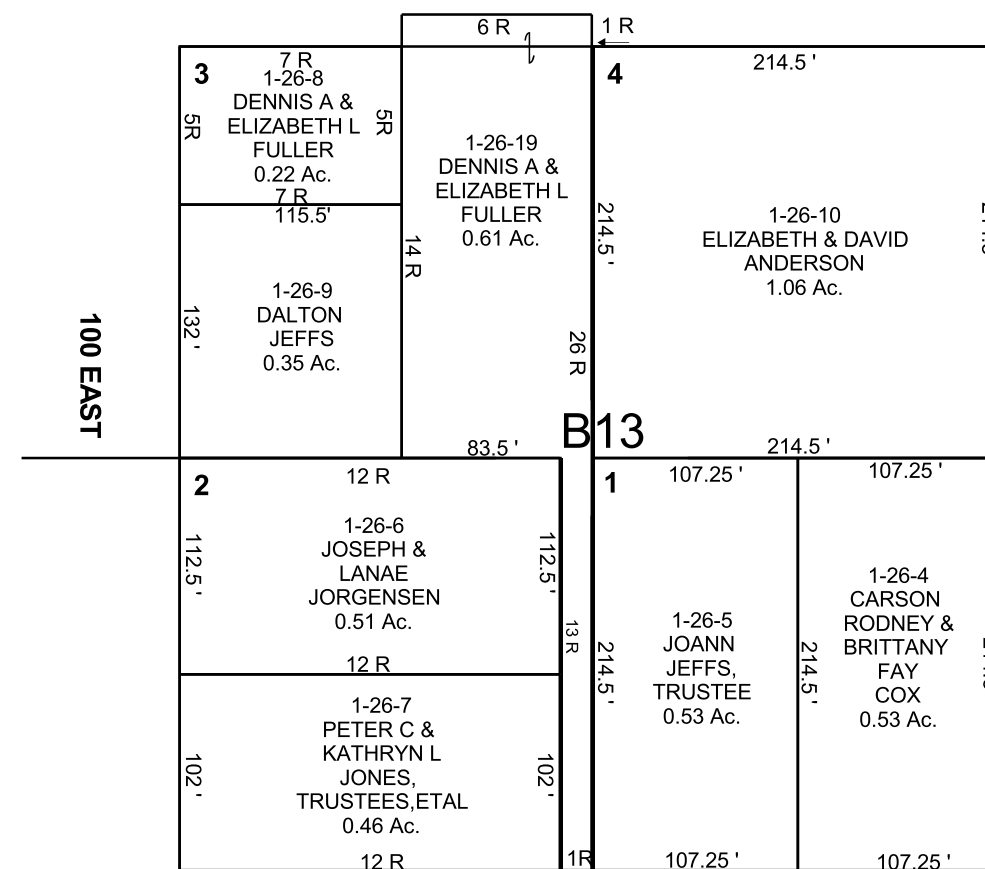 6 R
1 R
3
7 R
1-26-8
DENNIS A &
ELIZABETH L
FULLER
0.22 Ac.
5R
5R
7 R
115.5'
1-26-19
DENNIS A &
ELIZABETH L
FULLER
0.61 Ac.
14 R
26 R
83.5 '
4
214.5 '
214.5 '
1-26-10
ELIZABETH & DAVID
ANDERSON
1.06 Ac.
214.5 '
1-26-9
DALTON
JEFFS
0.35 Ac.
132 '
100 EAST
B13
2
12 R
1-26-6
JOSEPH &
LANAE
JORGENSEN
0.51 Ac.
112.5 '
112.5 '
12 R
1-26-7
PETER C &
KATHRYN L
JONES,
TRUSTEES,ETAL
0.46 Ac.
102 '
102 '
12 R
13 R
1R
1
107.25 '
214.5 '
1-26-5
JOANN
JEFFS,
TRUSTEE
0.53 Ac.
107.25 '
107.25 '
214.5 '
1-26-4
CARSON
RODNEY &
BRITTANY
FAY
COX
0.53 Ac.
107.25 '